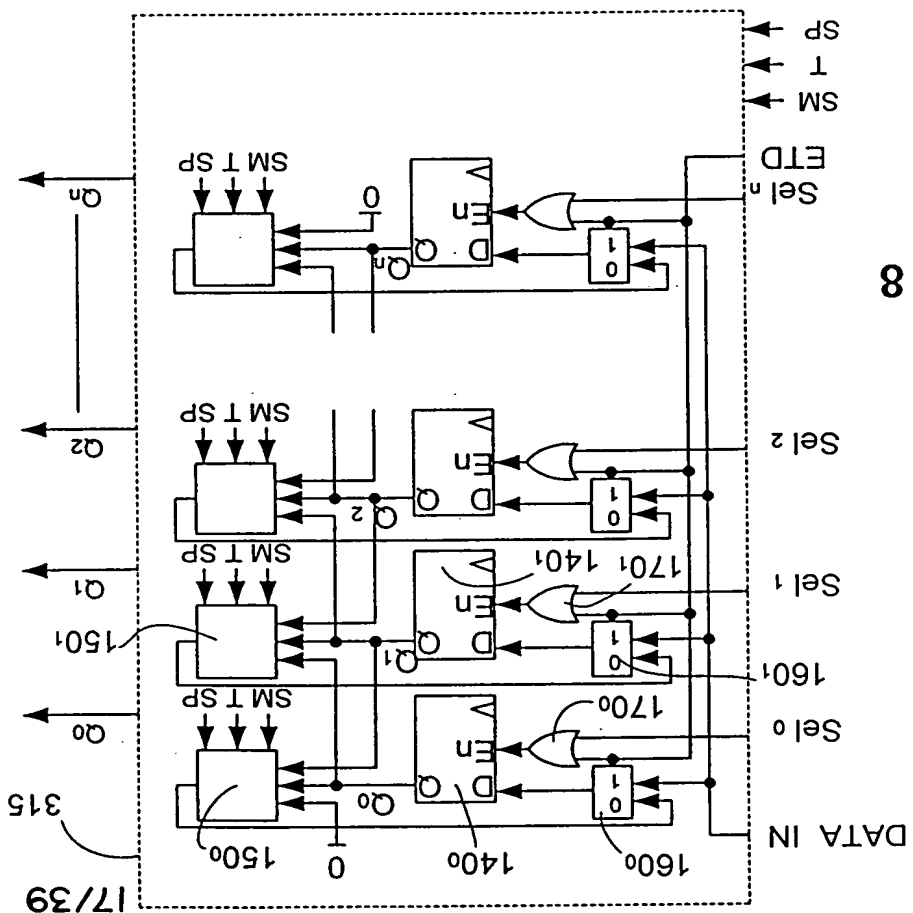 17/39
315
DATA IN
160₀
140₀
0
150₀
0
1
D Q
Q₀
En
Sel ₀
170₀
SM T SP
Q₀
160₁
0
1
D Q
Q₁
En
150₁
Sel ₁
170₁
140₁
SM T SP
Q₁
0
1
D Q
Q ₂
En
Sel ₂
SM T SP
Q₂
8
0
1
D Q
Qₙ
En
0
Sel ₙ
SM T SP
Qₙ
ETD
SM
T
SP